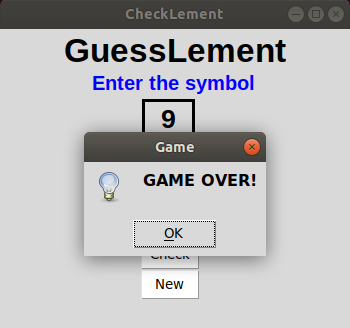 CheckLement
GuessLement
Enter the symbol
9
Game
GAME OVER!
OK
Check
New